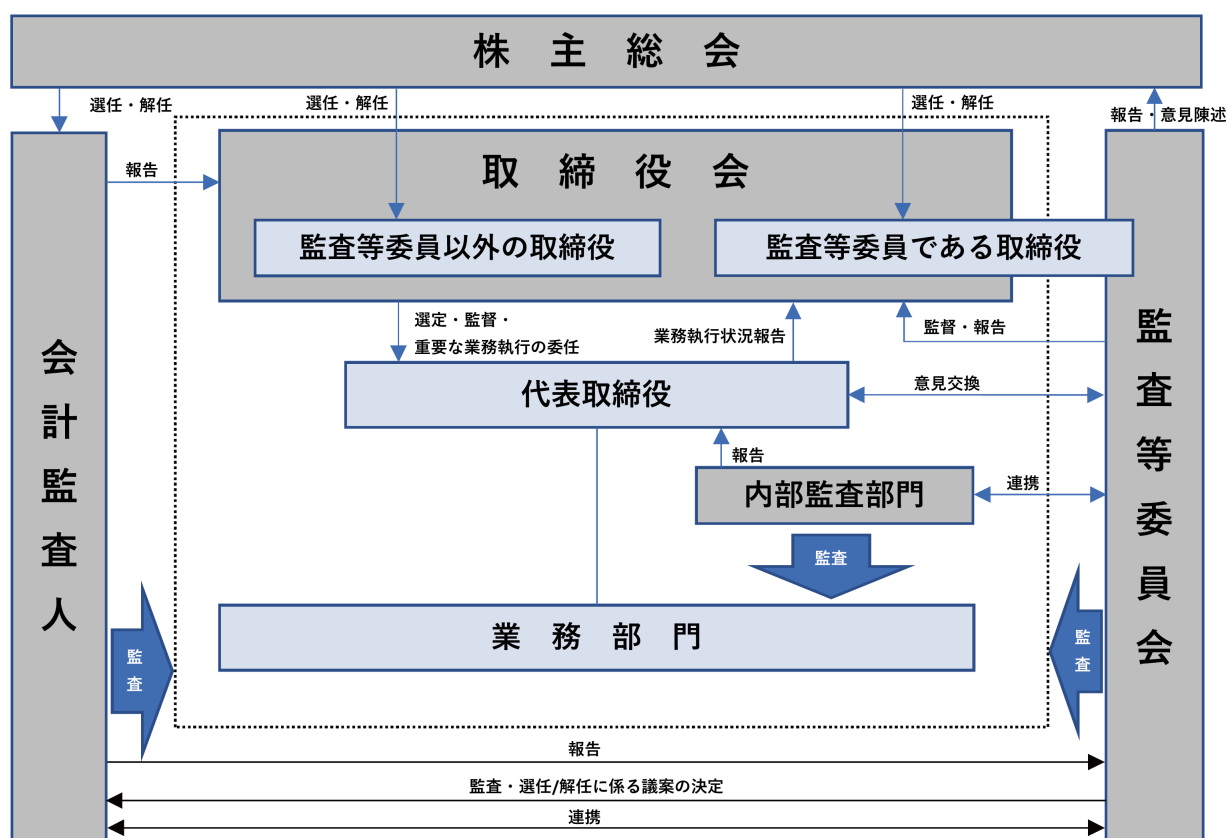 株主総会
選任・解任
選任・解任
選任・解任
報告・意見陳述
報告
取締役会
監査等委員以外の取締役
監査等委員である取締役
選定・監督・
重要な業務執行の委任
業務執行状況報告
監督・報告
会計監査人
監査等委員会
代表取締役
意見交換
報告
内部監査部門
連携
監査
業務部門
監査
監査
報告
監査・選任/解任に係る議案の決定
連携